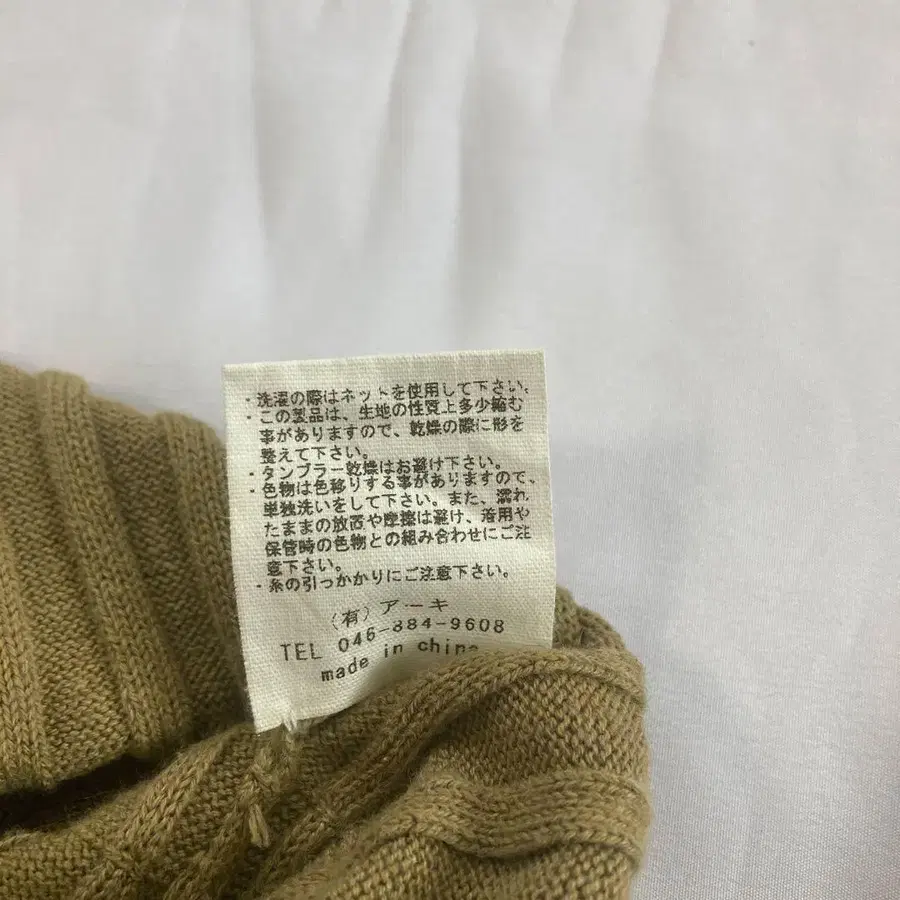 ・洗濯の際はネットを使用して下さい。
・この製品は、生地の性質上多少縮む
事がありますので、乾燥の際に形を
整えて下さい。
・タンブラー乾燥はお避け下さい。
・色物は色移りする事がありますので、
単独洗いをして下さい。また、濡れ
たままの放置や摩擦は避け、着用や
保管時の色物との組み合わせにご注
意下さい。
・糸の引っかかりにご注意下さい。
(有)アーキ
TEL 046-884-9608
made in china